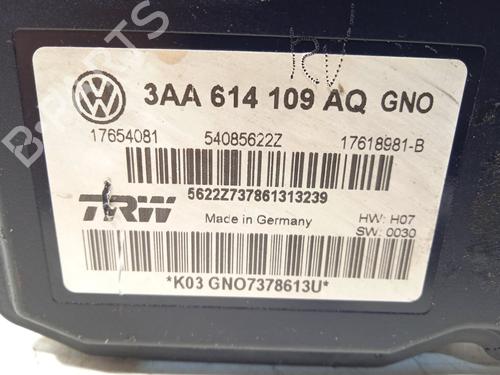 RV
3AA 614 109 AQ GNO
17654081 54085622Z 17618981-B
5622Z737861313239
TRW Made in Germany HW: H07
SW: 0030
*K03 GNO7378613U*